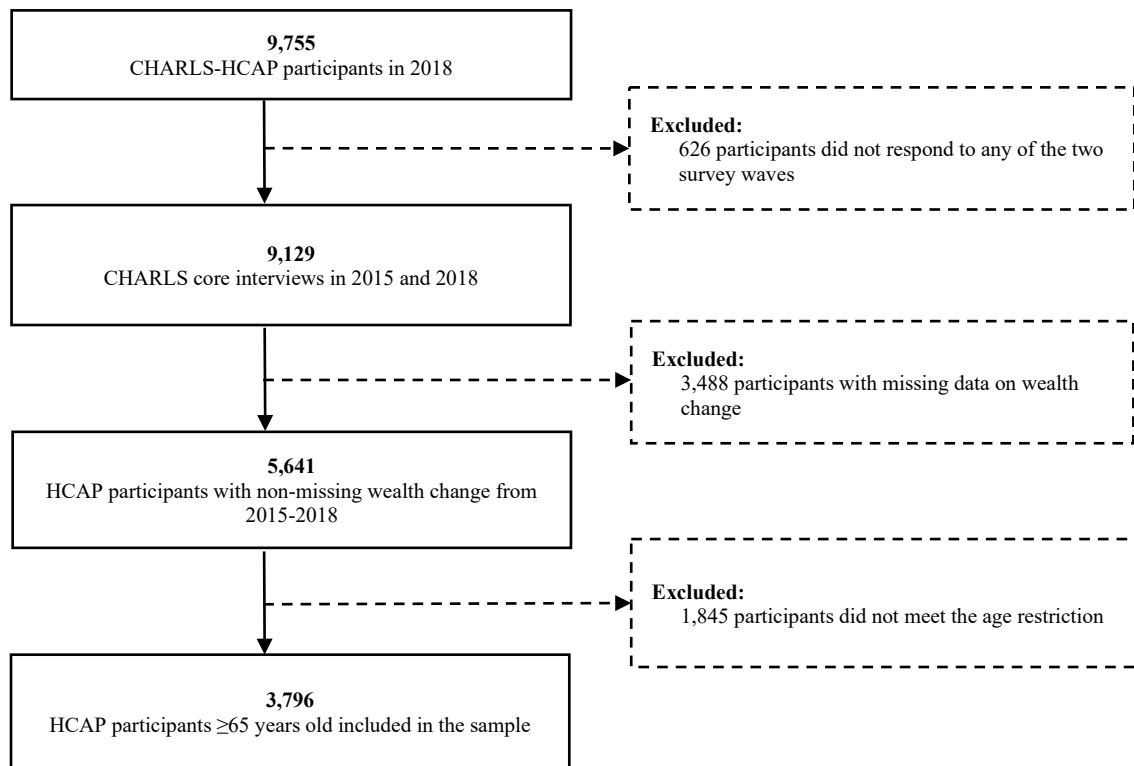 9,755
CHARLS-HCAP participants in 2018
Excluded:
626 participants did not respond to any of the two
survey waves
9,129
CHARLS core interviews in 2015 and 2018
Excluded:
3,488 participants with missing data on wealth
change
5,641
HCAP participants with non-missing wealth change from
2015-2018
Excluded:
1,845 participants did not meet the age restriction
3,796
HCAP participants ≥65 years old included in the sample